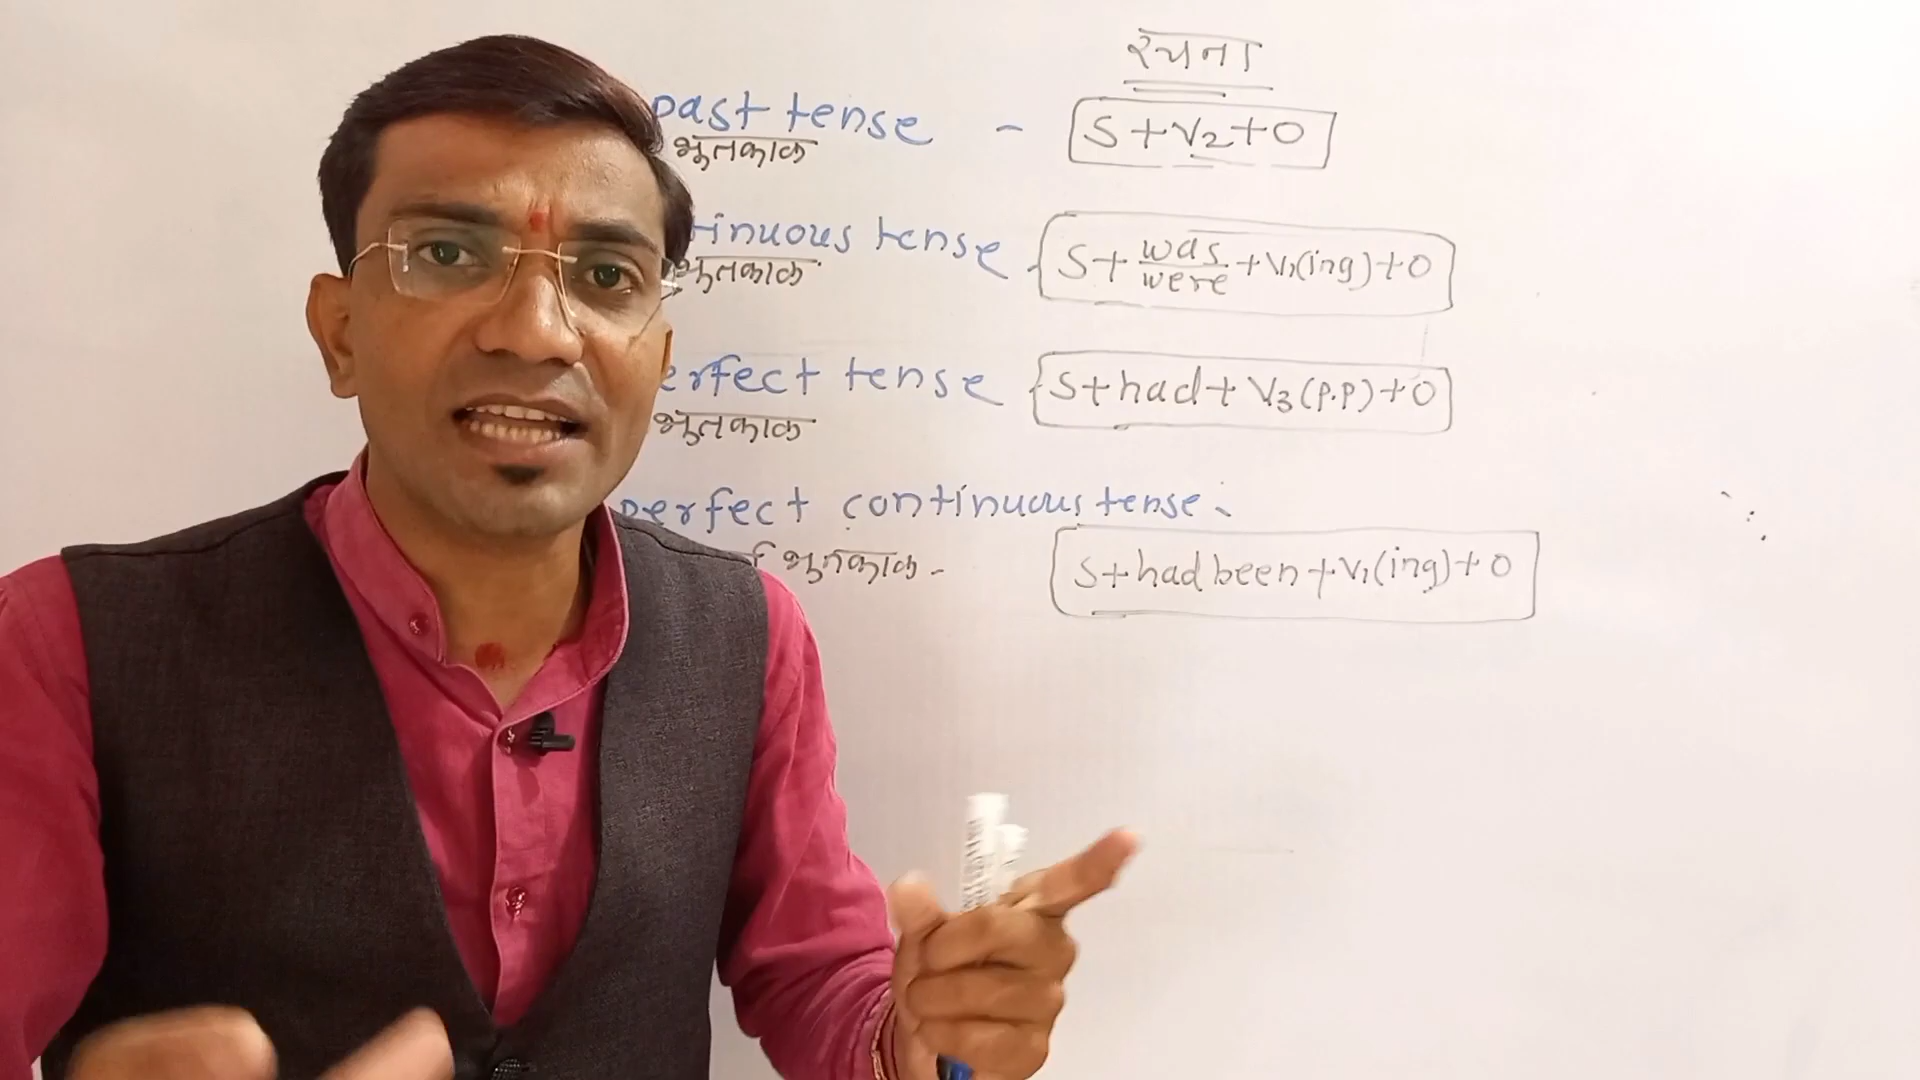 रचना
past tense - S+V2+O
भूतकाळ
tinuous tense S+ was/were +V1(ing)+O
भूतकाळ
erfect tense S+had+V3(P.P)+O
भूतकाळ
perfect continuous tense -
भूतकाळ - S+had been+V1(ing)+O